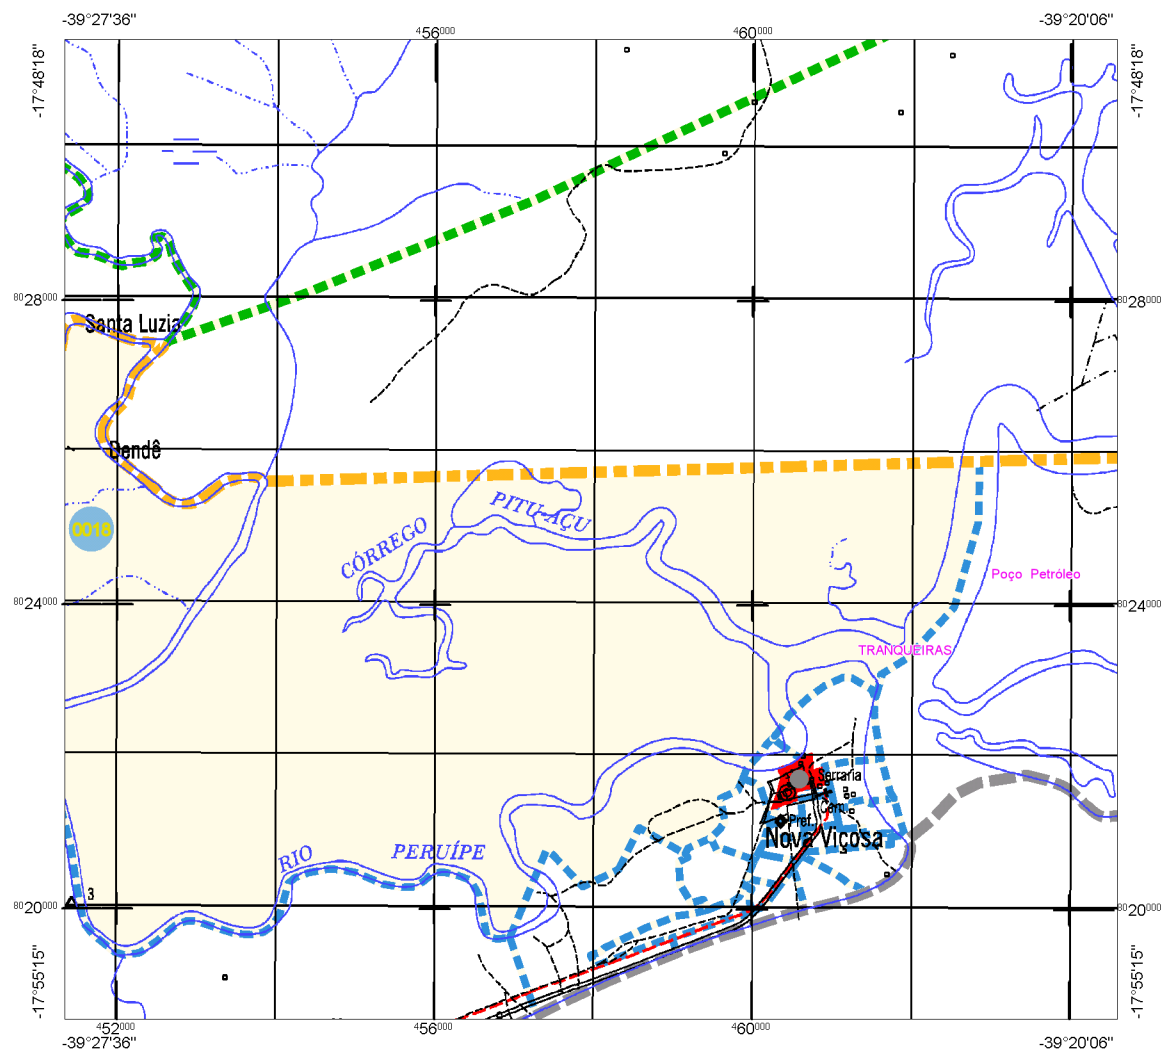 -39°27'36"
-39°20'06"
456000
460000
-17°48'18"
-17°48'18"
8028000
8028000
Santa Luzia
Dendê
0018
CÓRREGO PITU-AÇU
Poço Petróleo
8024000
8024000
TRANQUEIRAS
Serraria
Cem
Pref
Nova Viçosa
RIO PERUÍPE
3
8020000
8020000
-17°55'15"
-17°55'15"
452000
456000
460000
-39°27'36"
-39°20'06"